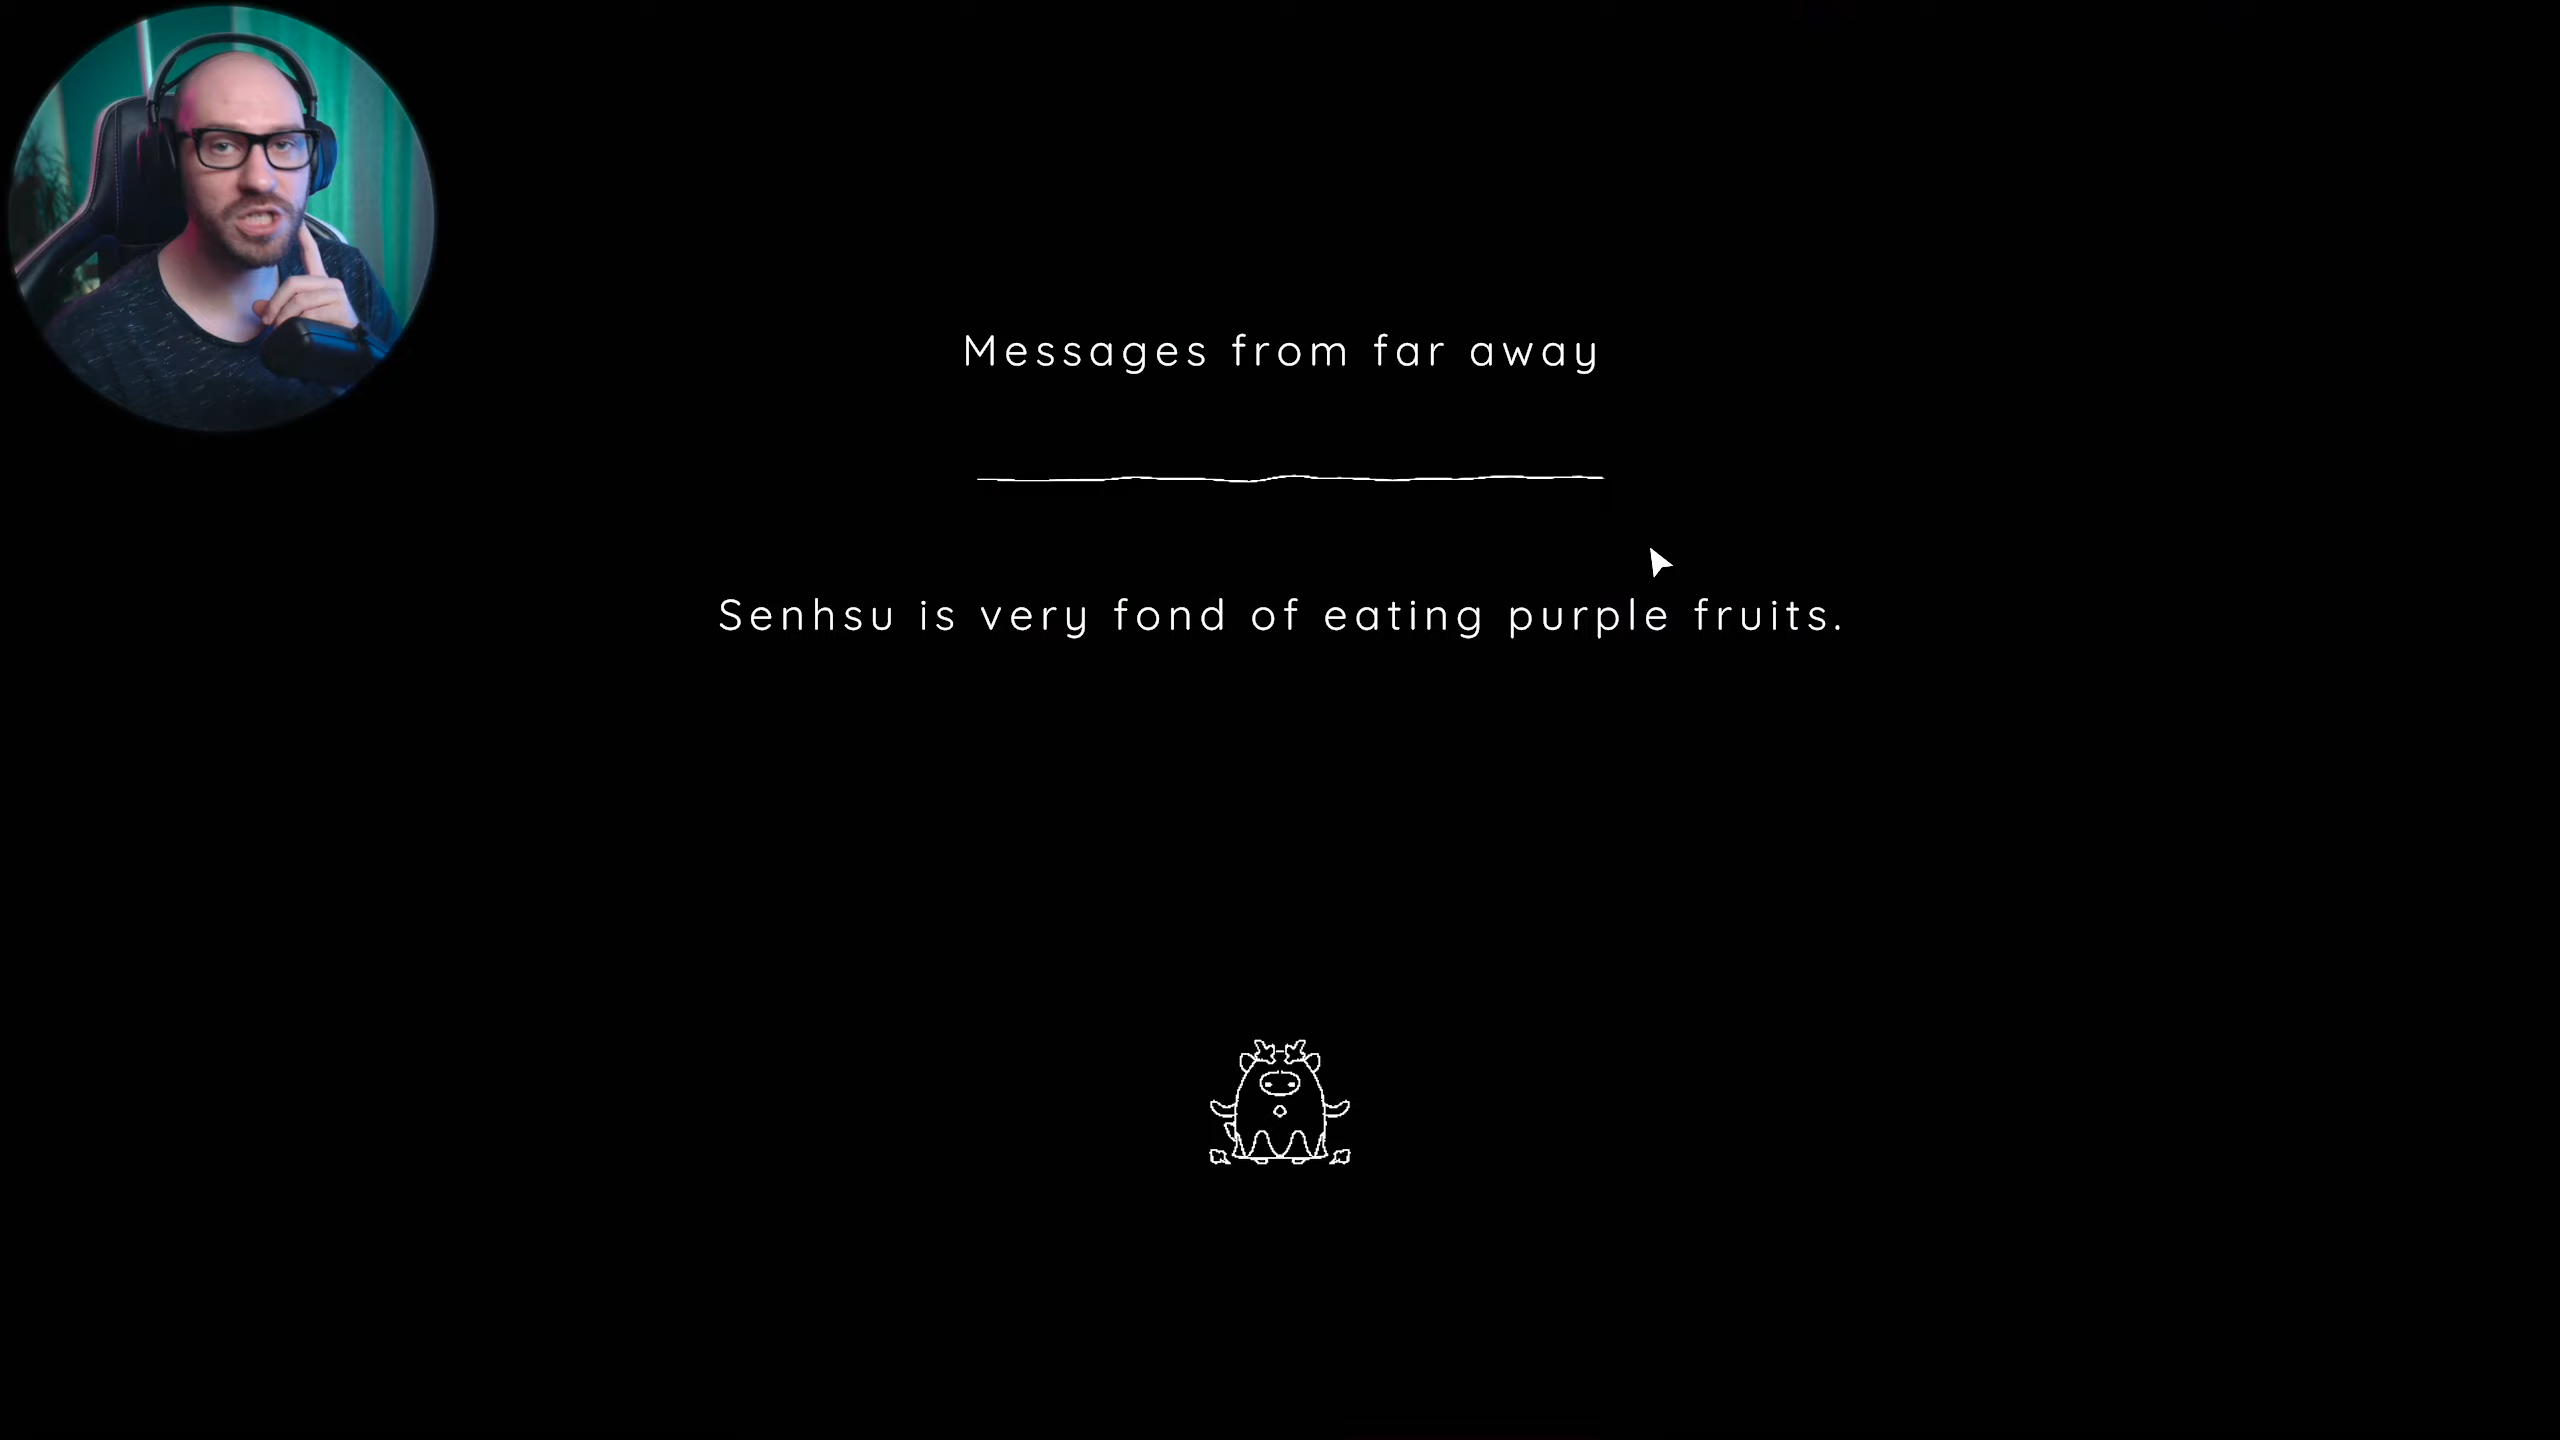 Messages from far away
Senhsu is very fond of eating purple fruits.